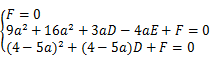 F = 0
9a² + 16a² + 3aD − 4aE + F = 0
(4 − 5a)² + (4 − 5a)D + F = 0